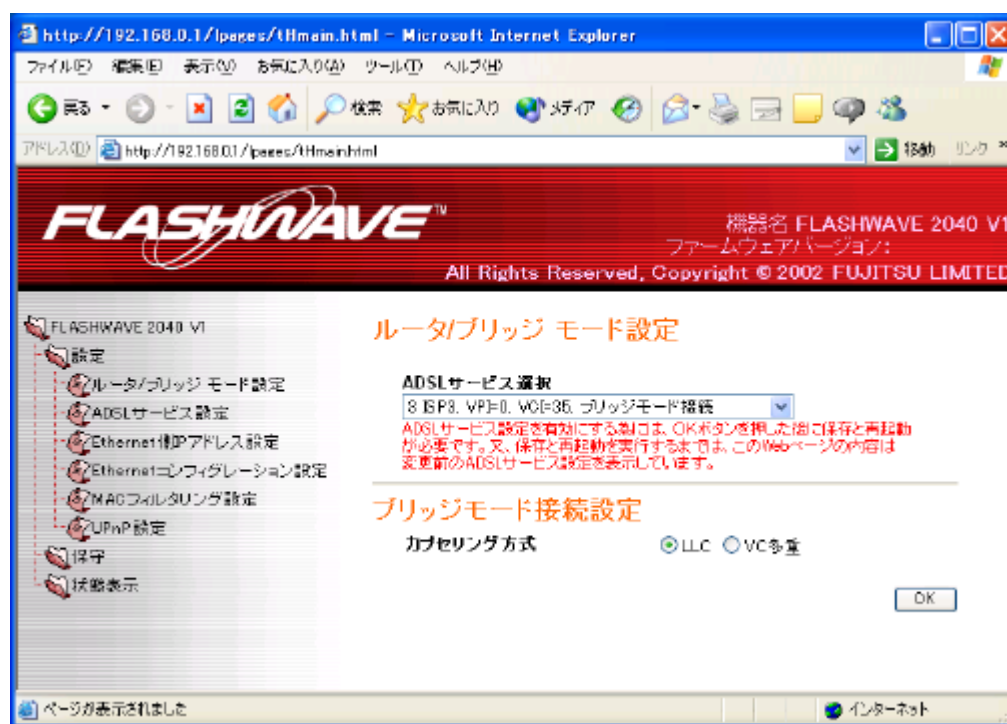 http://192.168.0.1/Ipages/tHmain.html - Microsoft Internet Explorer
ファイル(F) 編集(E) 表示(V) お気に入り(A) ツール(T) ヘルプ(H)
戻る 検索 お気に入り メディア
アドレス(D) http://192.168.0.1/Ipages/tHmain.html 移動 リンク »
FLASHWAVE™
機器名 FLASHWAVE 2040 V1
ファームウェアバージョン:
All Rights Reserved, Copyright © 2002 FUJITSU LIMITED
FLASHWAVE 2040 V1
設定
ルータ/ブリッジ モード設定
ADSLサービス設定
Ethernet側IPアドレス設定
Ethernetコンフィグレーション設定
MACフィルタリング設定
UPnP設定
保守
状態表示
ルータ/ブリッジ モード設定
ADSLサービス選択
3 ISP3, VPI=0, VCI=35, ブリッジモード接続
ADSLサービス設定を有効にする為には、OKボタンを押した後に保存と再起動
が必要です。又、保存と再起動を実行するまでは、このWebページの内容は
変更前のADSLサービス設定を表示しています。
ブリッジモード接続設定
カプセリング方式 LLC VC多重
OK
ページが表示されました インターネット